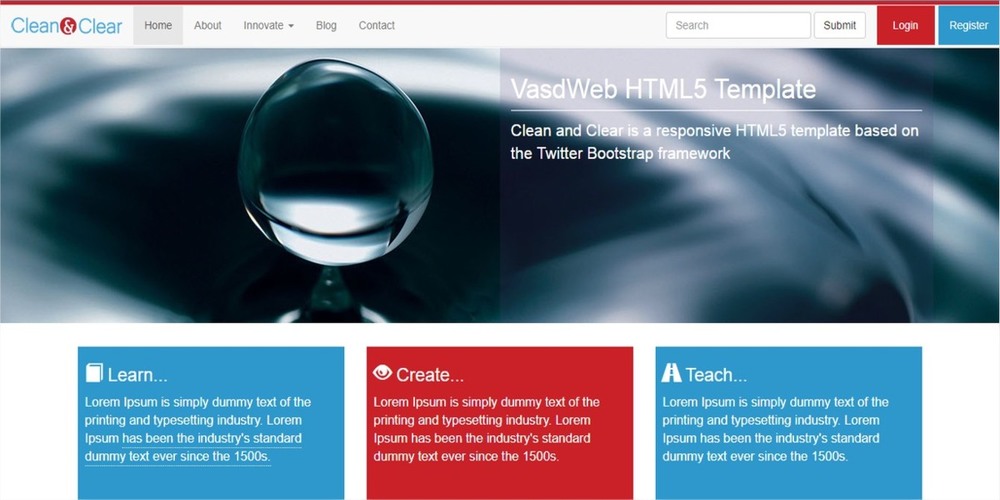 Clean&Clear Home About Innovate Blog Contact Search Submit Login Register
VasdWeb HTML5 Template
Clean and Clear is a responsive HTML5 template based on
the Twitter Bootstrap framework
Learn...
Lorem Ipsum is simply dummy text of the
printing and typesetting industry. Lorem
Ipsum has been the industry's standard
dummy text ever since the 1500s.
Create...
Lorem Ipsum is simply dummy text of the
printing and typesetting industry. Lorem
Ipsum has been the industry's standard
dummy text ever since the 1500s.
Teach...
Lorem Ipsum is simply dummy text of the
printing and typesetting industry. Lorem
Ipsum has been the industry's standard
dummy text ever since the 1500s.